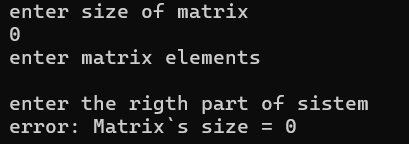 enter size of matrix
0
enter matrix elements
enter the rigth part of sistem
error: Matrix`s size = 0